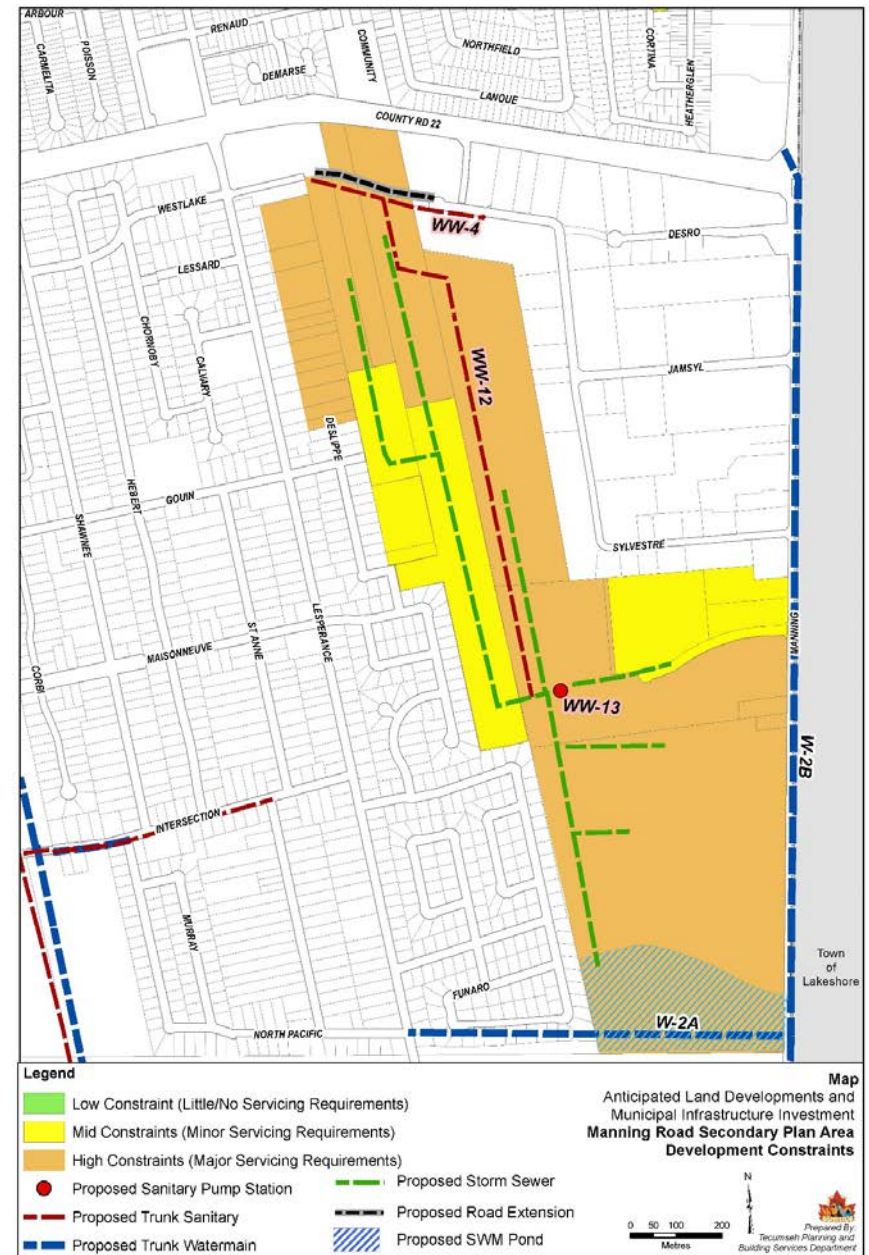 ARBOUR
RENAUD
CARMELITA
POISSON
DEMARSE
COMMUNITY
NORTHFIELD
LANOUE
CORTINA
HEATHERGLEN
COUNTY RD 22
WESTLAKE
WW-4
DESRO
LESSARD
CHORNOBY
CALVARY
WW-12
JAMSYL
DESLIPPE
GOUIN
HEBERT
SHAWNEE
SYLVESTRE
MANNING
ST ANNE
LESPERANCE
MAISONNEUVE
CORBI
WW-13
W-2B
INTERSECTION
MURRAY
Town
of
Lakeshore
FUNARO
W-2A
NORTH PACIFIC
Legend
Low Constraint (Little/No Servicing Requirements)
Mid Constraints (Minor Servicing Requirements)
High Constraints (Major Servicing Requirements)
Proposed Sanitary Pump Station
Proposed Trunk Sanitary
Proposed Trunk Watermain
Proposed Storm Sewer
Proposed Road Extension
Proposed SWM Pond
Map
Anticipated Land Developments and
Municipal Infrastructure Investment
Manning Road Secondary Plan Area
Development Constraints
N
0 50 100 200
Metres
Prepared By:
Tecumseh Planning and
Building Services Department